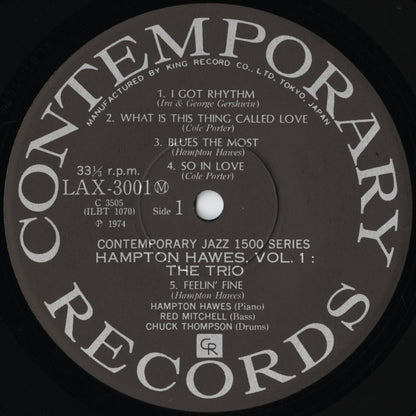 CONTEMPORARY
MANUFACTURED BY KING RECORD CO., LTD. TOKYO, JAPAN
1. I GOT RHYTHM
(Ira & George Gershwin)
2. WHAT IS THIS THING CALLED LOVE
(Cole Porter)
3. BLUES THE MOST
(Hampton Hawes)
33⅓ r.p.m.
4. SO IN LOVE
(Cole Porter)
LAX-3001 Ⓜ
C 3505
(ILBT 1070)
Side 1
℗ 1974
CONTEMPORARY JAZZ 1500 SERIES
HAMPTON HAWES, VOL. 1 :
THE TRIO
5. FEELIN' FINE
(Hampton Hawes)
HAMPTON HAWES (Piano)
RED MITCHELL (Bass)
CHUCK THOMPSON (Drums)
CR
RECORDS